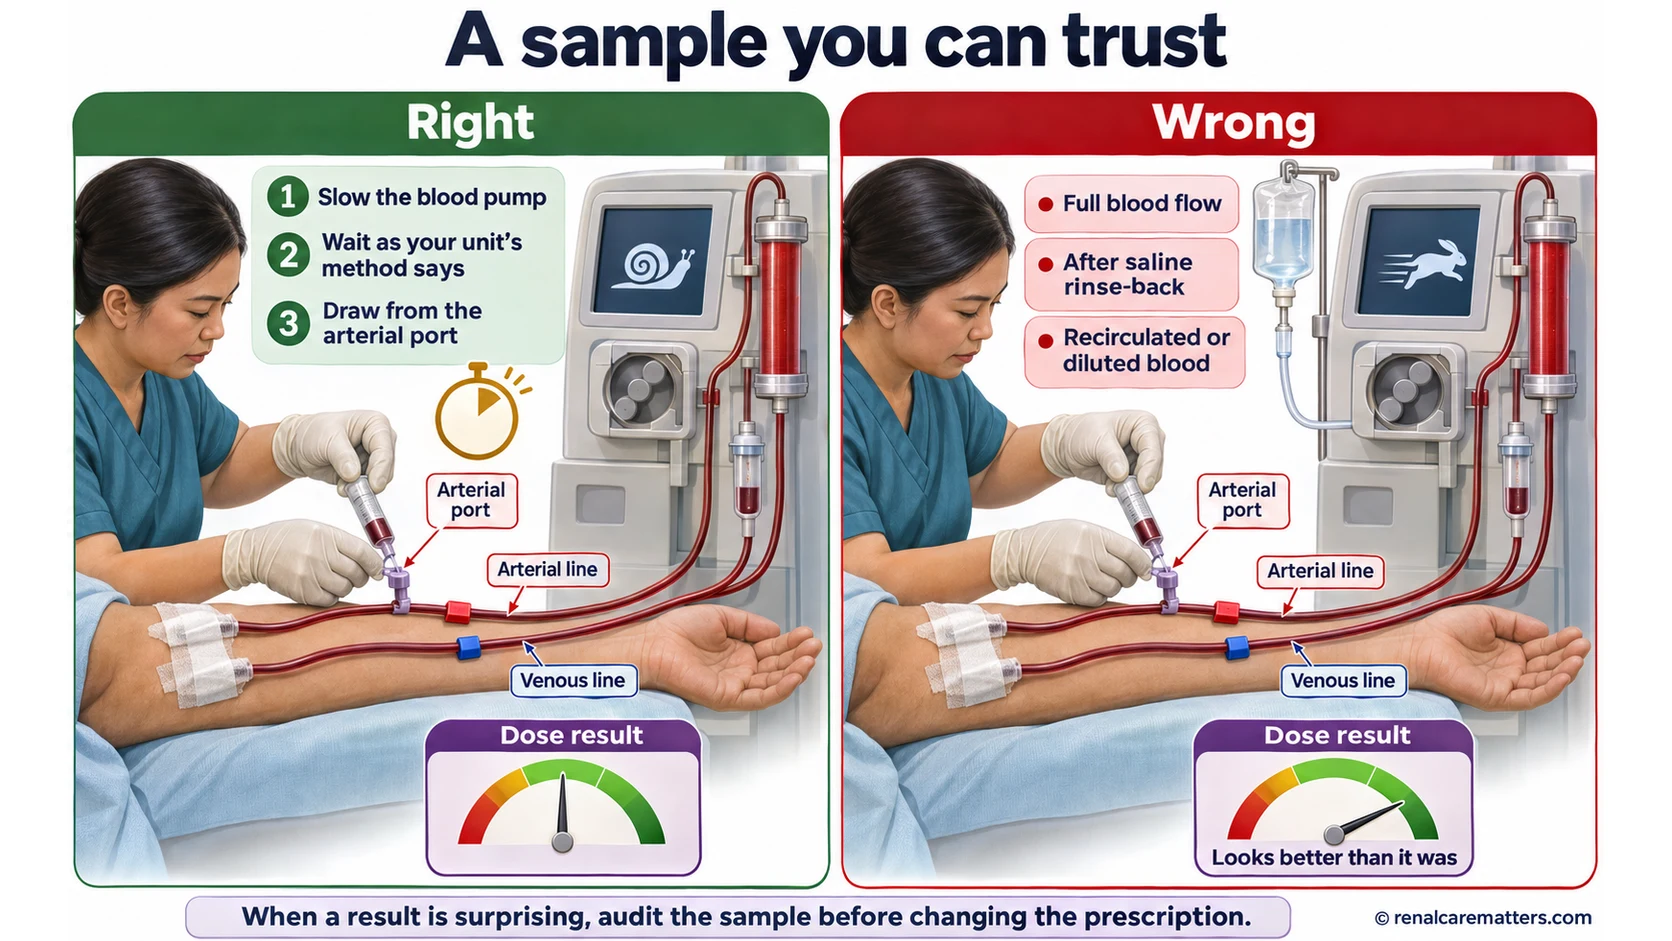 A sample you can trust
Right
1 Slow the blood pump
2 Wait as your unit's
method says
3 Draw from the
arterial port
Arterial
port
Arterial line
Venous line
Dose result
Wrong
Full blood flow
After saline
rinse-back
Recirculated or
diluted blood
Arterial
port
Arterial line
Venous line
Dose result
Looks better than it was
When a result is surprising, audit the sample before changing the prescription.
© renalcarematters.com